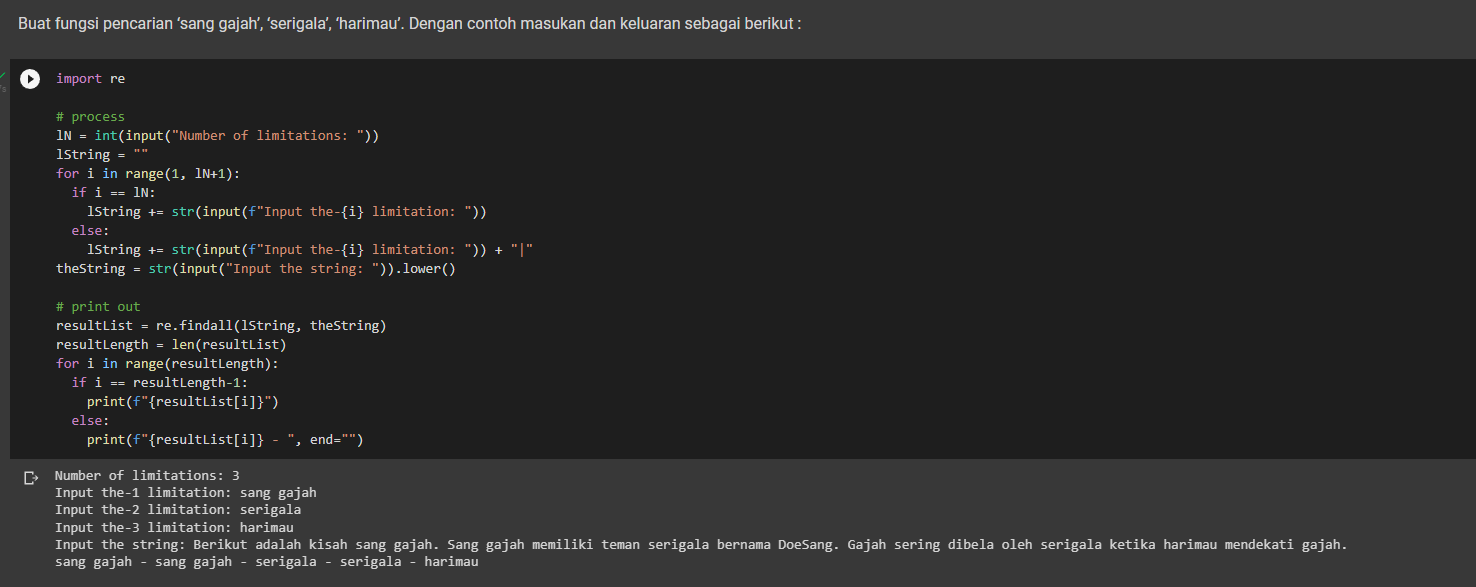 Buat fungsi pencarian ‘sang gajah’, ‘serigala’, ‘harimau’. Dengan contoh masukan dan keluaran sebagai berikut :
import re
# process
lN = int(input("Number of limitations: "))
lString = ""
for i in range(1, lN+1):
  if i == lN:
    lString += str(input(f"Input the-{i} limitation: "))
  else:
    lString += str(input(f"Input the-{i} limitation: ")) + "|"
theString = str(input("Input the string: ")).lower()
# print out
resultList = re.findall(lString, theString)
resultLength = len(resultList)
for i in range(resultLength):
  if i == resultLength-1:
    print(f"{resultList[i]}")
  else:
    print(f"{resultList[i]} - ", end="")
Number of limitations: 3
Input the-1 limitation: sang gajah
Input the-2 limitation: serigala
Input the-3 limitation: harimau
Input the string: Berikut adalah kisah sang gajah. Sang gajah memiliki teman serigala bernama DoeSang. Gajah sering dibela oleh serigala ketika harimau mendekati gajah.
sang gajah - sang gajah - serigala - serigala - harimau